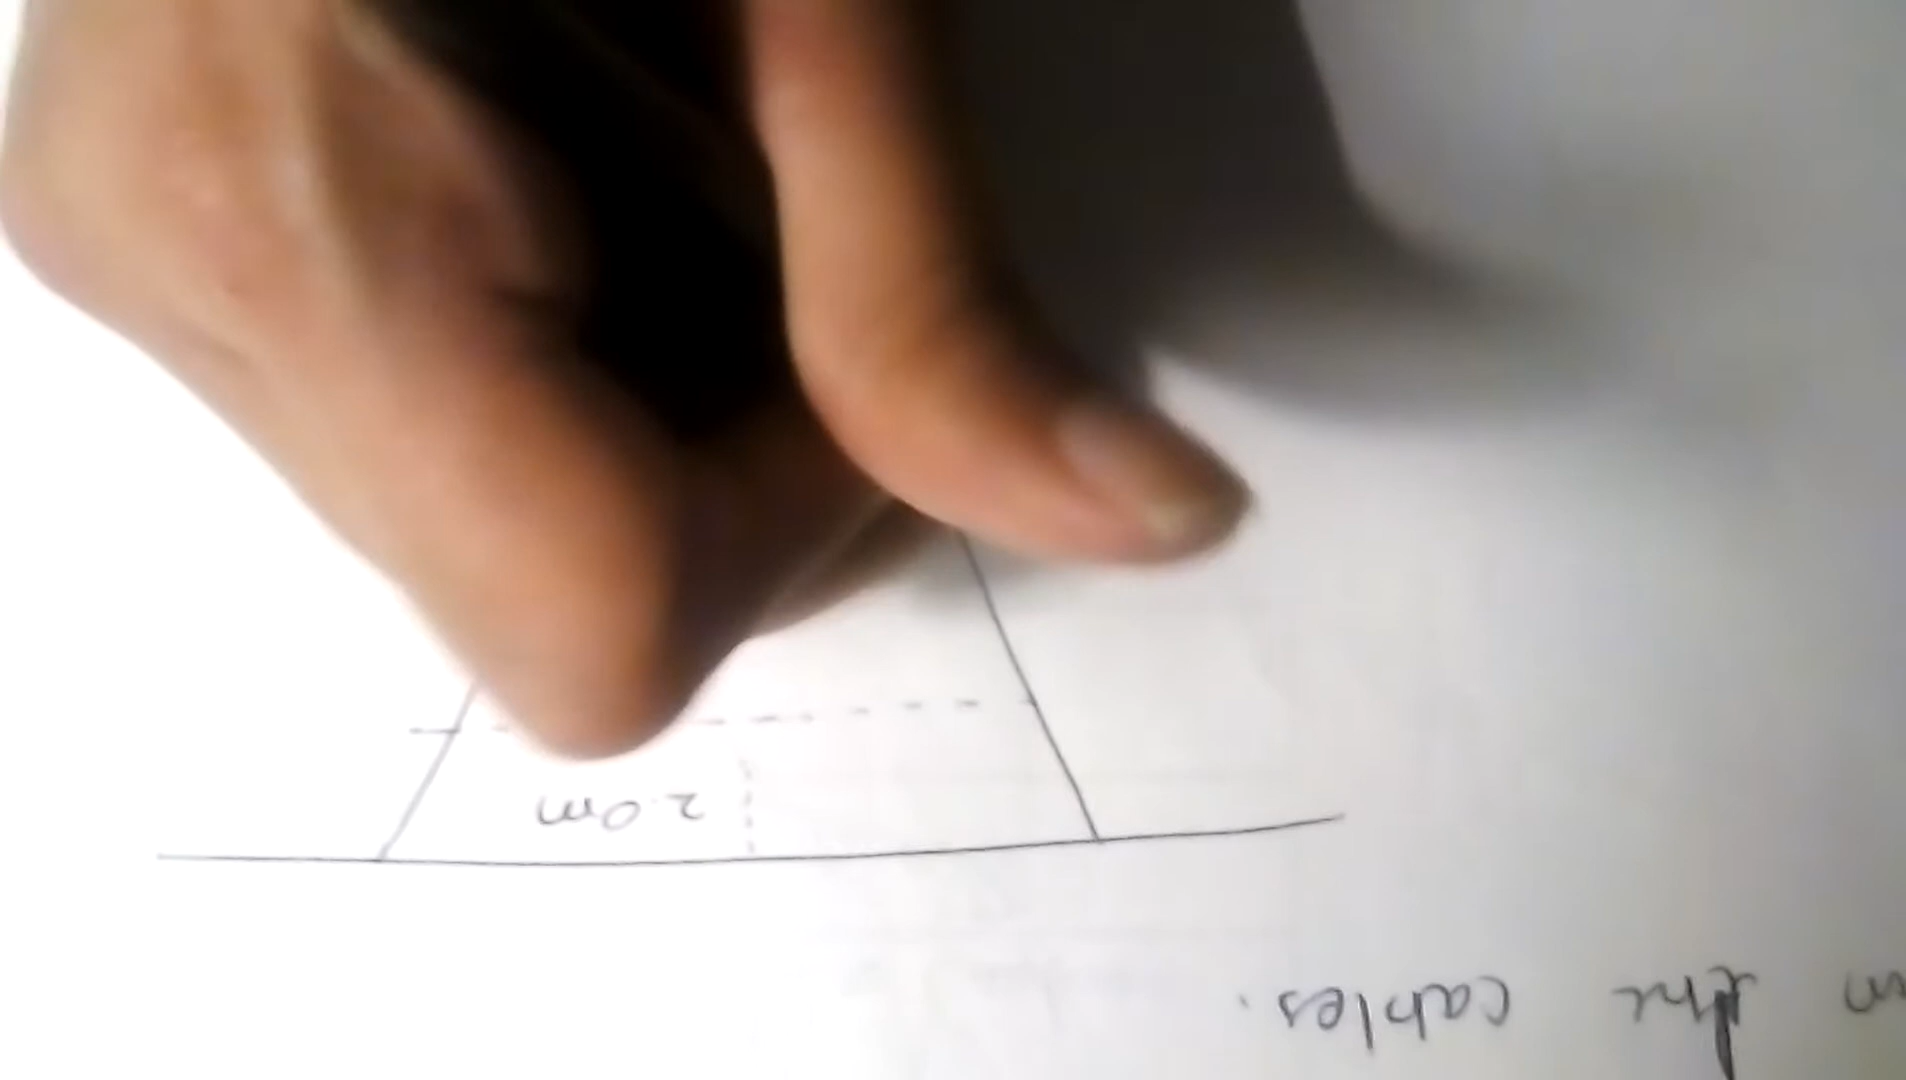 the cables.
2.0m